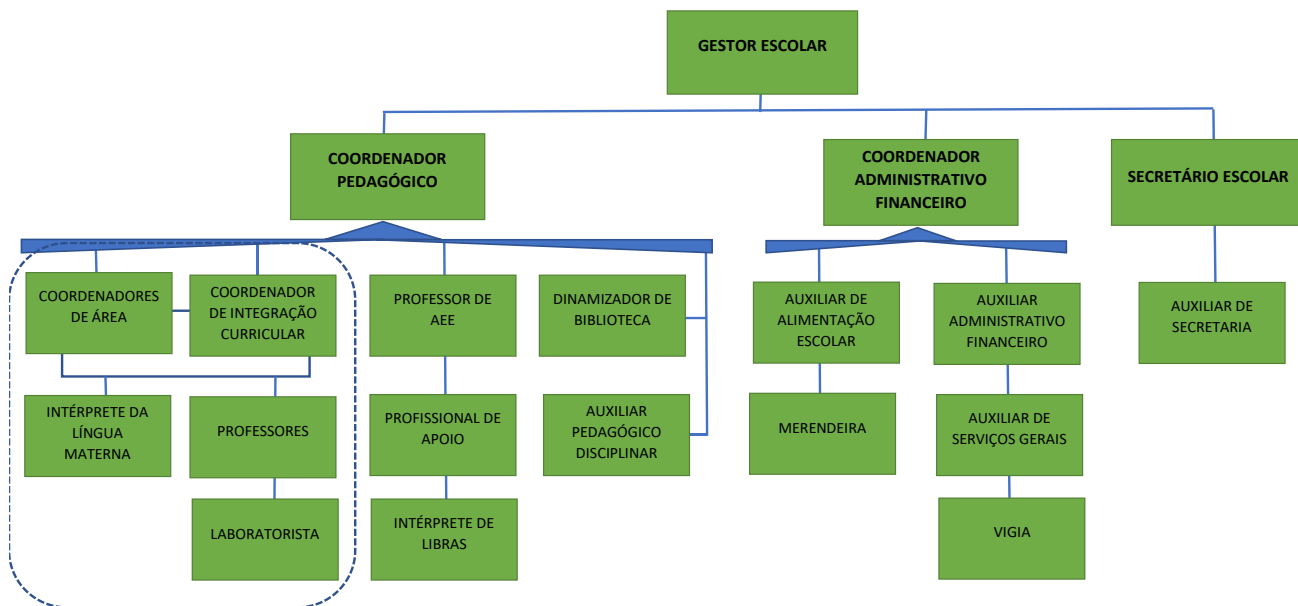 GESTOR ESCOLAR
COORDENADOR
PEDAGÓGICO
COORDENADOR
ADMINISTRATIVO
FINANCEIRO
SECRETÁRIO ESCOLAR
COORDENADORES
DE ÁREA
COORDENADOR
DE INTEGRAÇÃO
CURRICULAR
PROFESSOR DE
AEE
DINAMIZADOR DE
BIBLIOTECA
AUXILIAR DE
ALIMENTAÇÃO
ESCOLAR
AUXILIAR
ADMINISTRATIVO
FINANCEIRO
AUXILIAR DE
SECRETARIA
INTÉRPRETE DA
LÍNGUA
MATERNA
PROFESSORES
PROFISSIONAL DE
APOIO
AUXILIAR
PEDAGÓGICO
DISCIPLINAR
MERENDEIRA
AUXILIAR DE
SERVIÇOS GERAIS
LABORATORISTA
INTÉRPRETE DE
LIBRAS
VIGIA